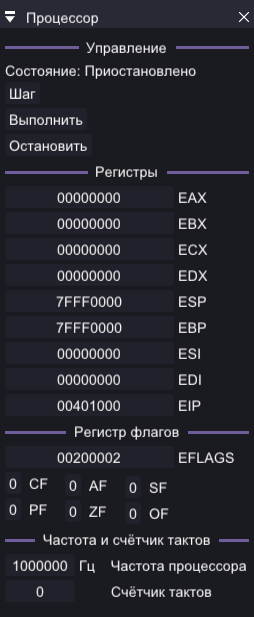 Процессор
Управление
Состояние: Приостановлено
Шаг
Выполнить
Остановить
Регистры
00000000 EAX
00000000 EBX
00000000 ECX
00000000 EDX
7FFF0000 ESP
7FFF0000 EBP
00000000 ESI
00000000 EDI
00401000 EIP
Регистр флагов
00200002 EFLAGS
0 CF 0 AF 0 SF
0 PF 0 ZF 0 OF
Частота и счётчик тактов
1000000 Гц Частота процессора
0 Счётчик тактов